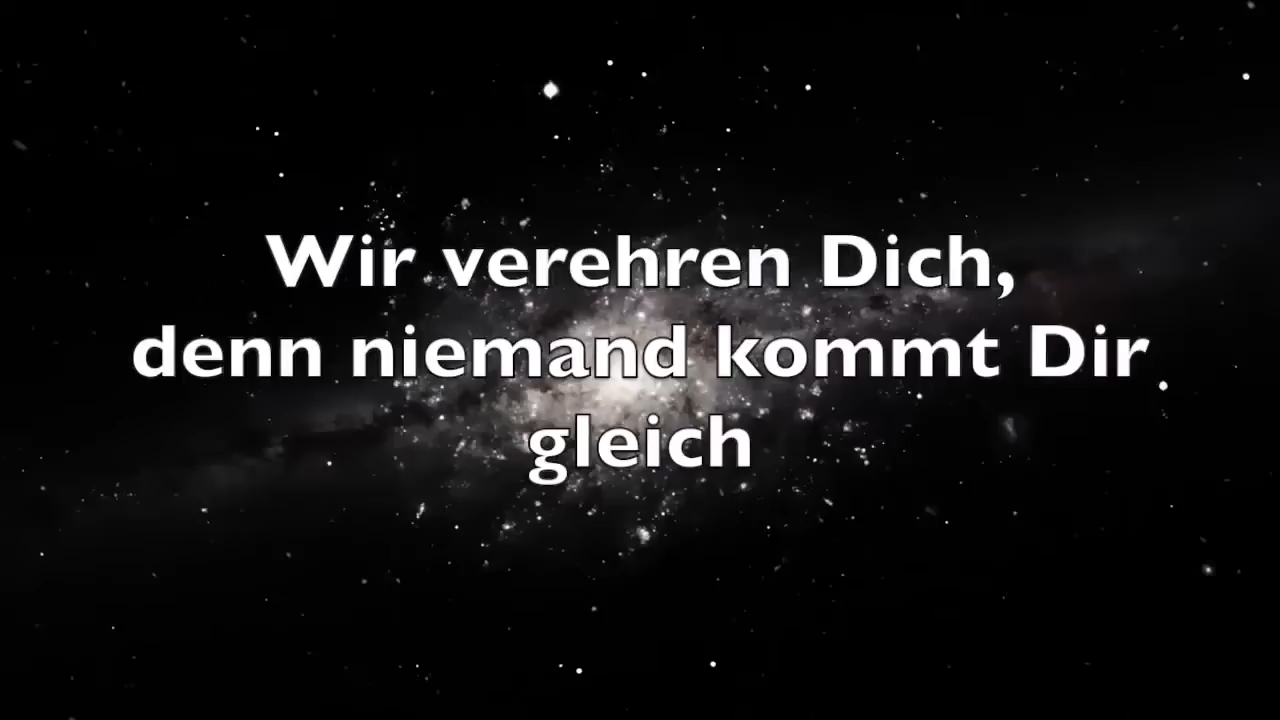 Wir verehren Dich,
denn niemand kommt Dir
gleich